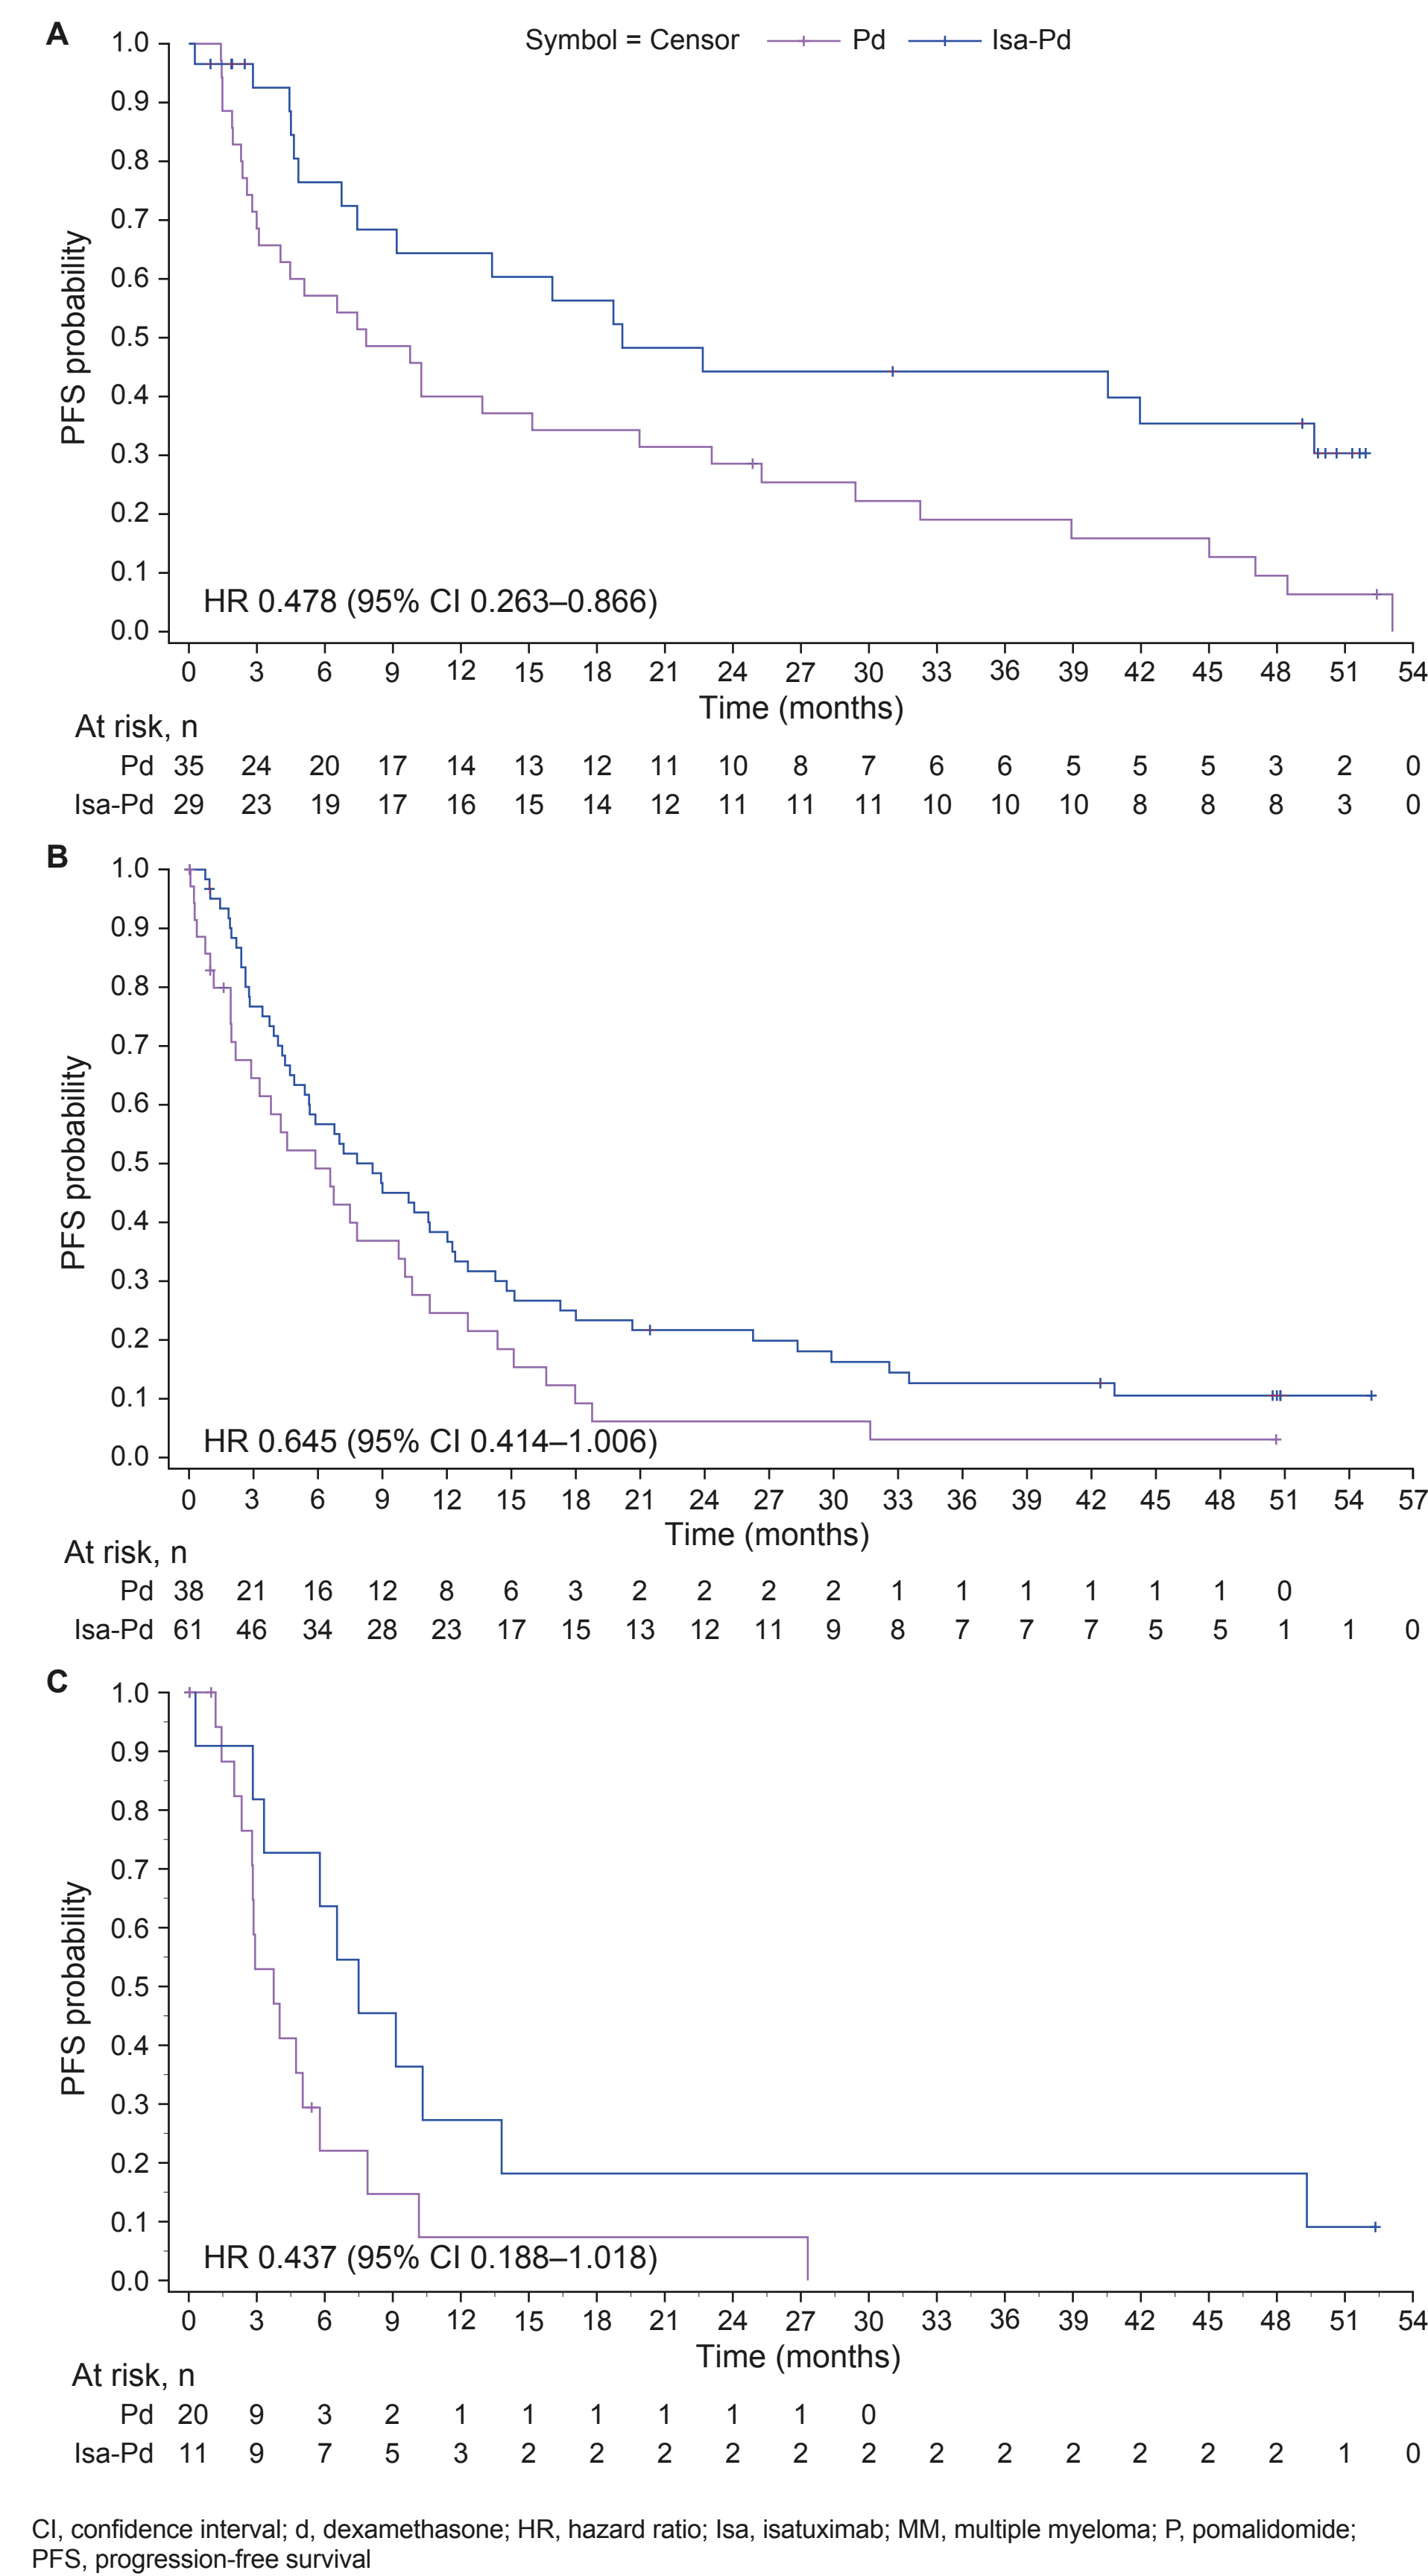 A
Symbol = Censor Pd Isa-Pd
1.0
0.9
0.8
0.7
0.6
0.5
0.4
0.3
0.2
0.1
0.0
PFS probability
HR 0.478 (95% CI 0.263–0.866)
0 3 6 9 12 15 18 21 24 27 30 33 36 39 42 45 48 51 54
Time (months)
At risk, n
Pd 35 24 20 17 14 13 12 11 10 8 7 6 6 5 5 5 3 2 0
Isa-Pd 29 23 19 17 16 15 14 12 11 11 11 10 10 10 8 8 8 3 0
B
1.0
0.9
0.8
0.7
0.6
0.5
0.4
0.3
0.2
0.1
0.0
PFS probability
HR 0.645 (95% CI 0.414–1.006)
0 3 6 9 12 15 18 21 24 27 30 33 36 39 42 45 48 51 54 57
Time (months)
At risk, n
Pd 38 21 16 12 8 6 3 2 2 2 2 1 1 1 1 1 1 0
Isa-Pd 61 46 34 28 23 17 15 13 12 11 9 8 7 7 7 5 5 1 1 0
C
1.0
0.9
0.8
0.7
0.6
0.5
0.4
0.3
0.2
0.1
0.0
PFS probability
HR 0.437 (95% CI 0.188–1.018)
0 3 6 9 12 15 18 21 24 27 30 33 36 39 42 45 48 51 54
Time (months)
At risk, n
Pd 20 9 3 2 1 1 1 1 1 1 0
Isa-Pd 11 9 7 5 3 2 2 2 2 2 2 2 2 2 2 2 2 1 0
CI, confidence interval; d, dexamethasone; HR, hazard ratio; Isa, isatuximab; MM, multiple myeloma; P, pomalidomide;
PFS, progression-free survival